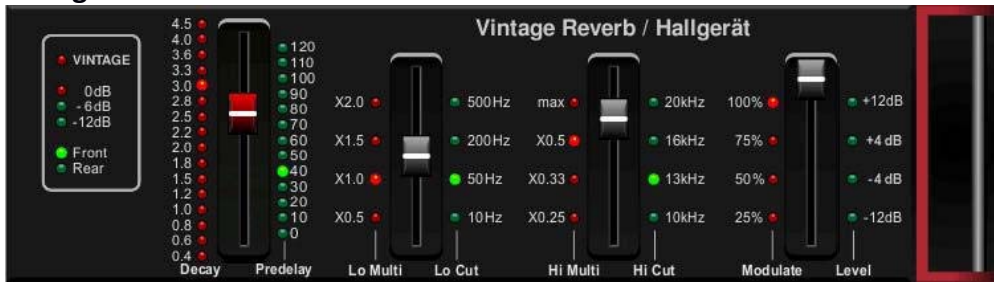 Vintage Reverb / Hallgerät
VINTAGE
0dB
- 6dB
-12dB
Front
Rear
4.5
4.0
3.6
3.3
3.0
2.8
2.5
2.2
2.0
1.8
1.5
1.2
1.0
0.8
0.6
0.4
Decay
120
110
100
90
80
70
60
50
40
30
20
10
0
Predelay
X2.0
X1.5
X1.0
X0.5
Lo Multi
500Hz
200Hz
50Hz
10Hz
Lo Cut
max
X0.5
X0.33
X0.25
Hi Multi
20kHz
16kHz
13kHz
10kHz
Hi Cut
100%
75%
50%
25%
Modulate
+12dB
+4 dB
-4 dB
-12dB
Level